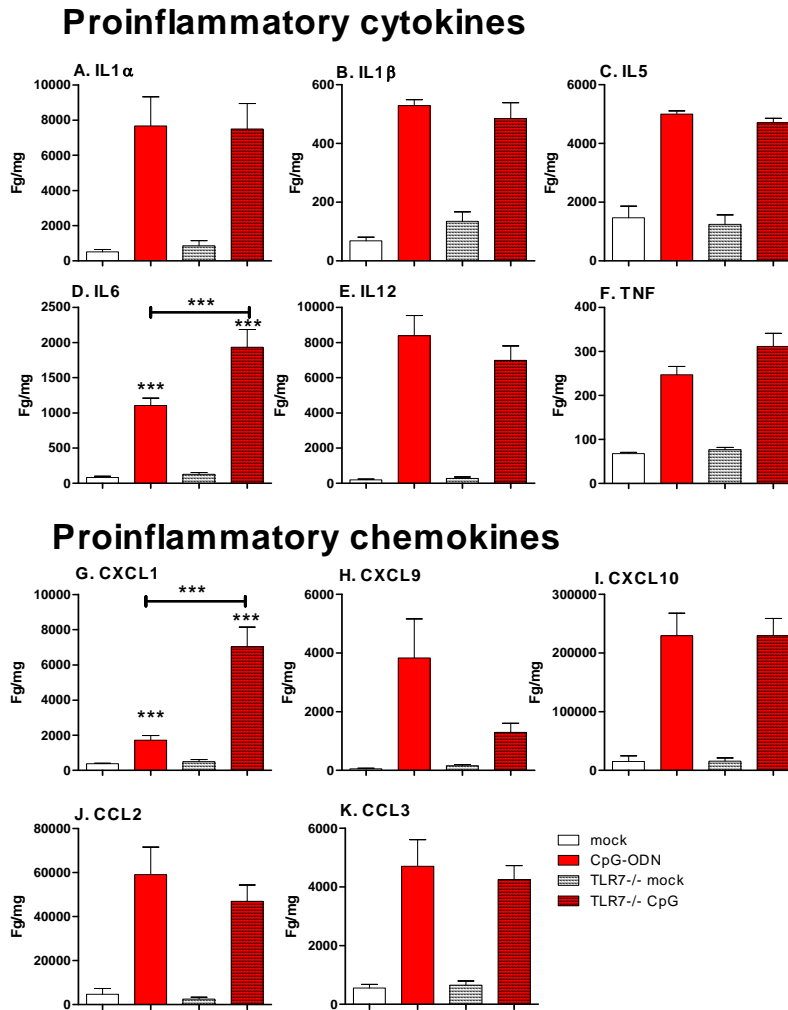 Proinflammatory cytokines
A. IL1α
B. IL1β
C. IL5
10000
8000
6000
4000
2000
0
Fg/mg
600
400
200
0
Fg/mg
6000
4000
2000
0
Fg/mg
D. IL6
E. IL12
F. TNF
2500
2000
1500
1000
500
0
Fg/mg
***
***
***
10000
8000
6000
4000
2000
0
Fg/mg
400
300
200
100
0
Fg/mg
Proinflammatory chemokines
G. CXCL1
H. CXCL9
I. CXCL10
10000
8000
6000
4000
2000
0
Fg/mg
***
***
***
6000
4000
2000
0
Fg/mg
300000
200000
100000
0
Fg/mg
J. CCL2
K. CCL3
80000
60000
40000
20000
0
Fg/mg
6000
4000
2000
0
Fg/mg
mock
CpG-ODN
TLR7-/- mock
TLR7-/- CpG